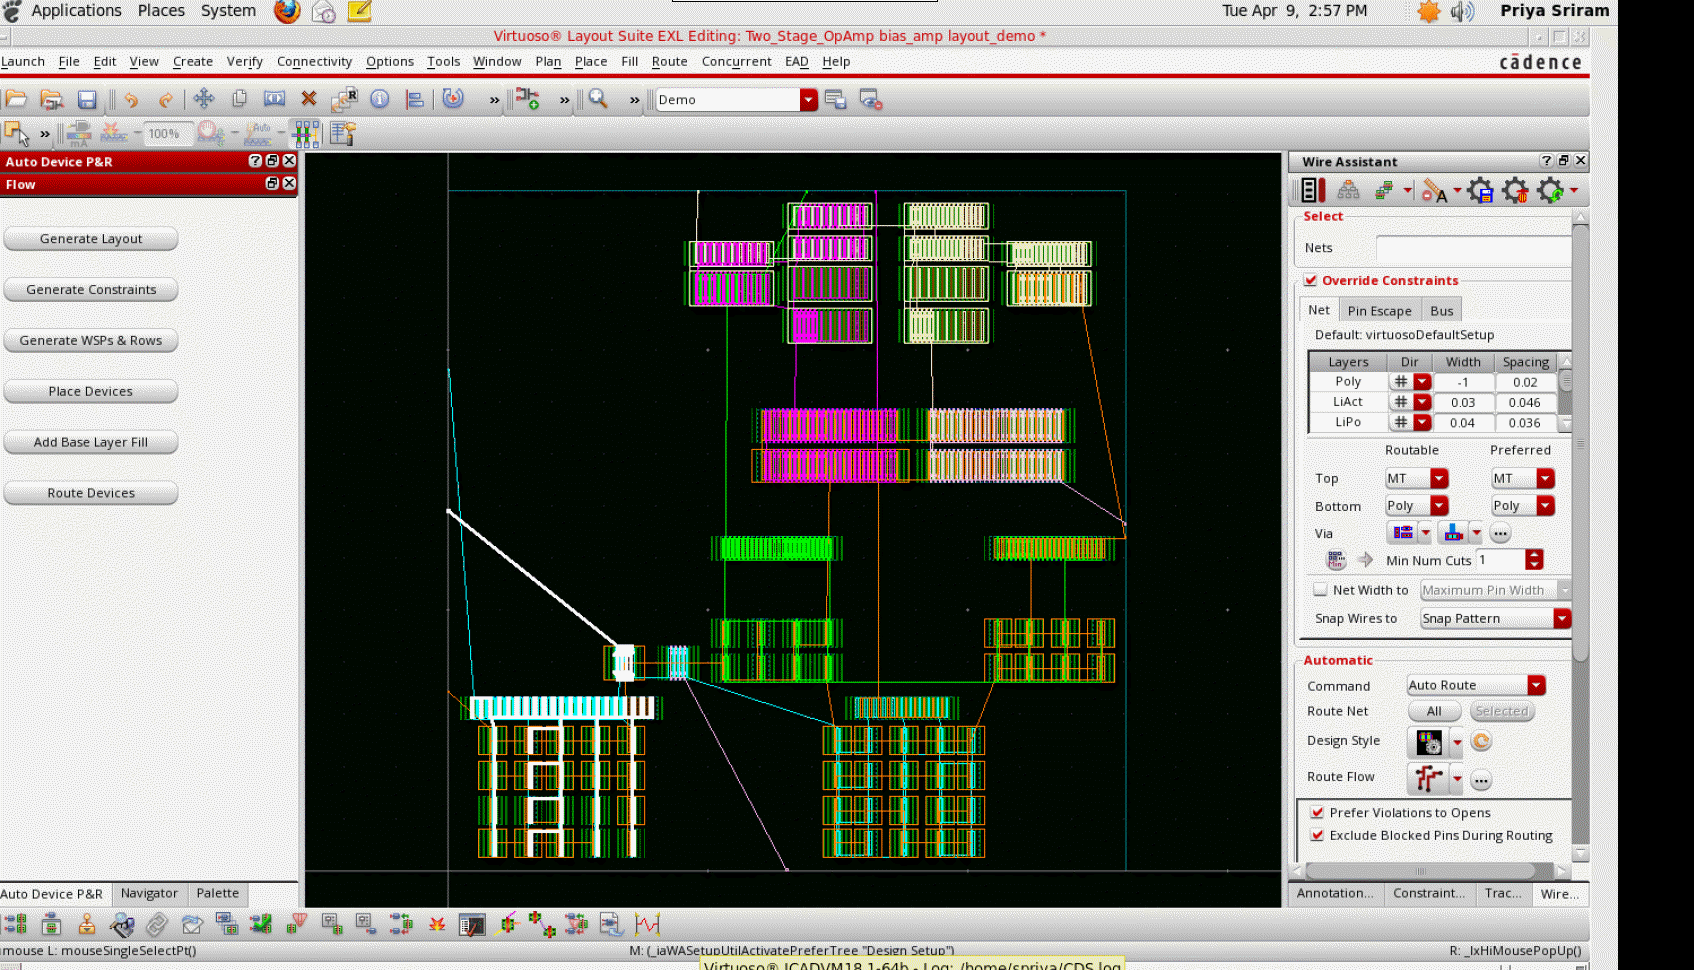 Applications Places System Tue Apr 9, 2:57 PM Priya Sriram
Virtuoso® Layout Suite EXL Editing: Two_Stage_OpAmp bias_amp layout_demo *
Launch File Edit View Create Verify Connectivity Options Tools Window Plan Place Fill Route Concurrent EAD Help cādence
» » » Demo
» mA 100% Auto
Auto Device P&R
Flow
Generate Layout
Generate Constraints
Generate WSPs & Rows
Place Devices
Add Base Layer Fill
Route Devices
Auto Device P&R Navigator Palette
Wire Assistant
Select
Nets
Override Constraints
Net Pin Escape Bus
Default: virtuosoDefaultSetup
Layers Dir Width Spacing
Poly # -1 0.02
LiAct # 0.03 0.046
LiPo # 0.04 0.036
Routable Preferred
Top MT MT
Bottom Poly Poly
Via
Min Num Cuts 1
Net Width to Maximum Pin Width
Snap Wires to Snap Pattern
Automatic
Command Auto Route
Route Net All Selected
Design Style
Route Flow
Prefer Violations to Opens
Exclude Blocked Pins During Routing
Annotation... Constraint... Trac... Wire...
mouse L: mouseSingleSelectPt() M: (_iaWASetupUtilActivatePreferTree "Design Setup") R: _lxHiMousePopUp()
Virtuoso® ICADVM18.1-64b - Log: /home/spriya/CDS.log